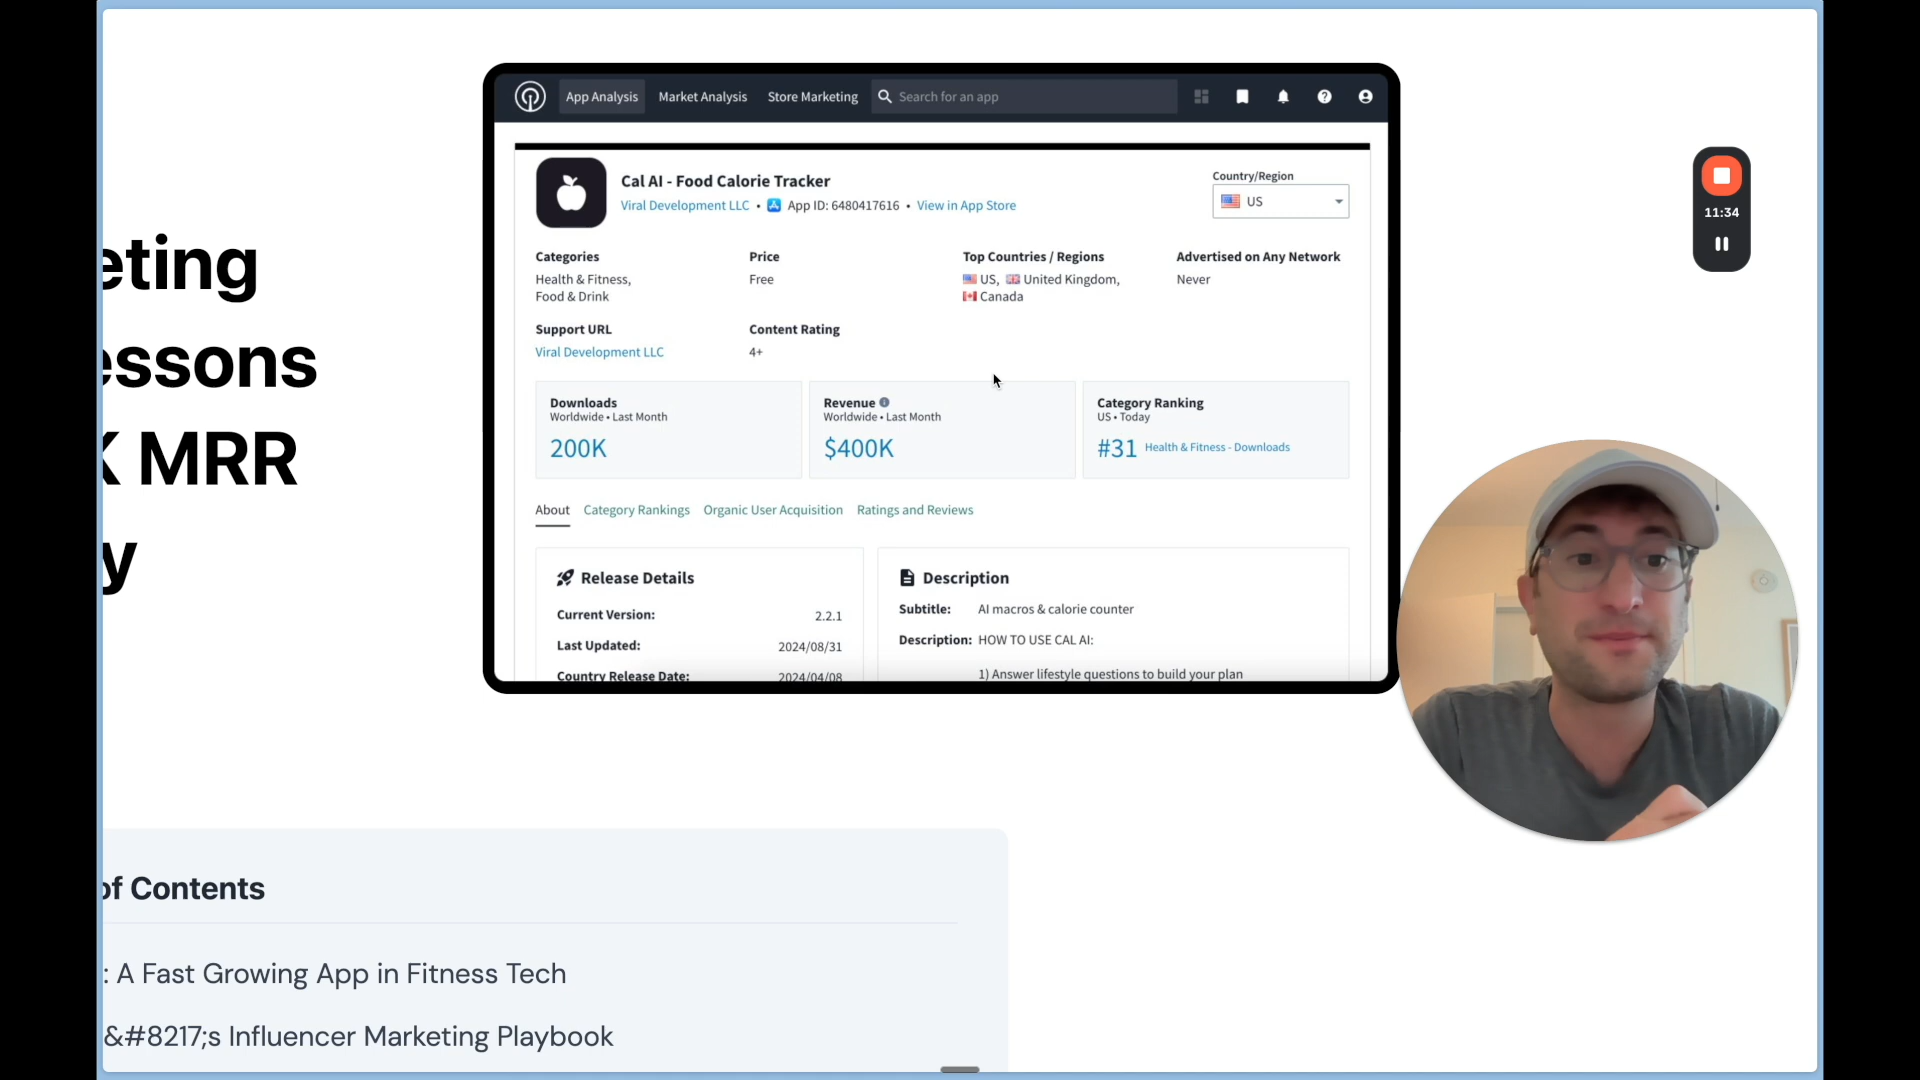 App Analysis
Market Analysis
Store Marketing
Search for an app
Cal AI - Food Calorie Tracker
Viral Development LLC • App ID: 6480417616 • View in App Store
Country/Region
US
Categories
Health & Fitness,
Food & Drink
Price
Free
Top Countries / Regions
US, United Kingdom,
Canada
Advertised on Any Network
Never
Support URL
Viral Development LLC
Content Rating
4+
Downloads
Worldwide • Last Month
200K
Revenue
Worldwide • Last Month
$400K
Category Ranking
US • Today
#31 Health & Fitness - Downloads
About
Category Rankings
Organic User Acquisition
Ratings and Reviews
Release Details
Current Version: 2.2.1
Last Updated: 2024/08/31
Country Release Date: 2024/04/08
Description
Subtitle: AI macros & calorie counter
Description: HOW TO USE CAL AI:
1) Answer lifestyle questions to build your plan
eting
essons
K MRR
y
of Contents
: A Fast Growing App in Fitness Tech
&#8217;s Influencer Marketing Playbook
11:34